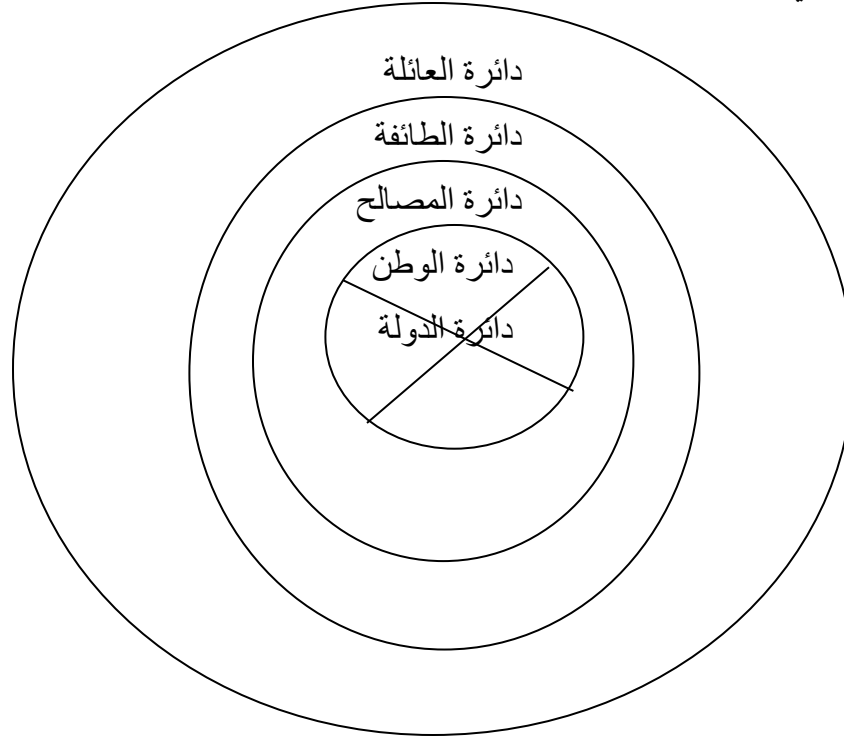 دائرة العائلة
دائرة الطائفة
دائرة المصالح
دائرة الوطن
دائرة الدولة